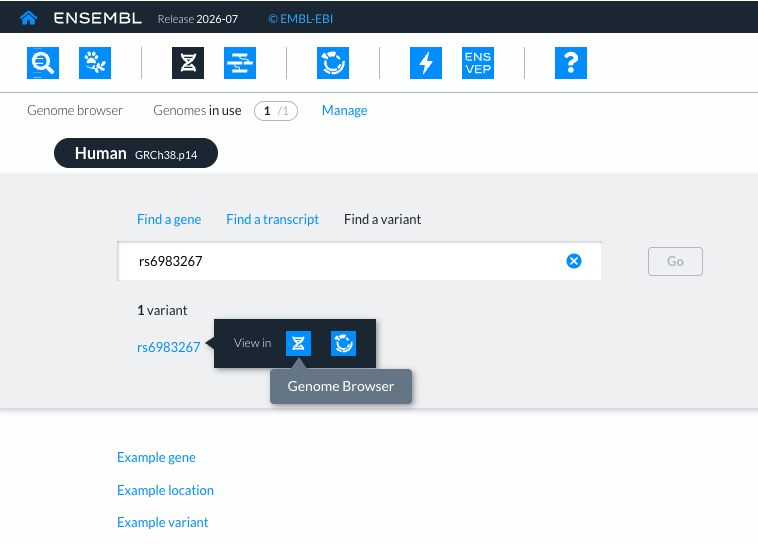 ENSEMBL Release 2026-07 © EMBL-EBI
ENS
VEP
?
Genome browser Genomes in use 1 /1 Manage
Human GRCh38.p14
Find a gene Find a transcript Find a variant
rs6983267 Go
1 variant
rs6983267 View in
Genome Browser
Example gene
Example location
Example variant